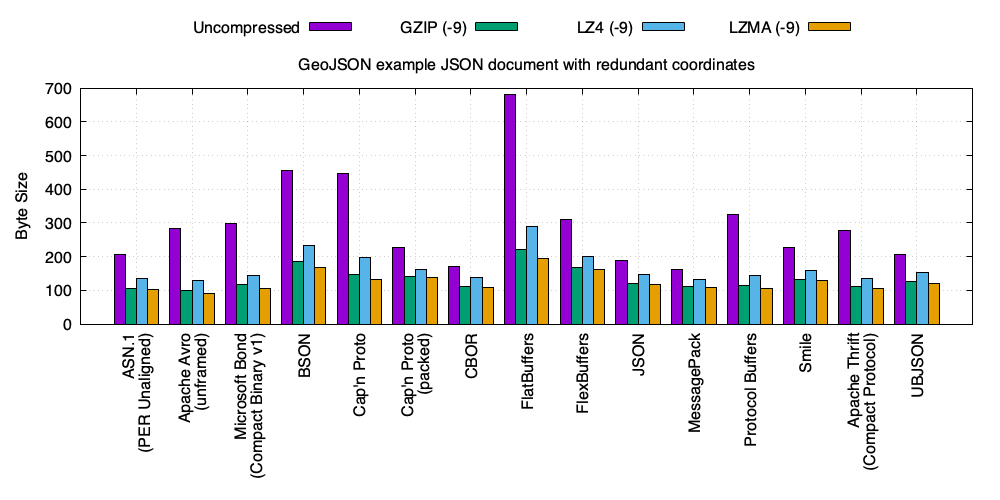 Uncompressed GZIP (-9) LZ4 (-9) LZMA (-9)
GeoJSON example JSON document with redundant coordinates
Byte Size
700
600
500
400
300
200
100
0
ASN.1
(PER Unaligned)
Apache Avro
(unframed)
Microsoft Bond
(Compact Binary v1)
BSON
Cap'n Proto
Cap'n Proto
(packed)
CBOR
FlatBuffers
FlexBuffers
JSON
MessagePack
Protocol Buffers
Smile
Apache Thrift
(Compact Protocol)
UBJSON